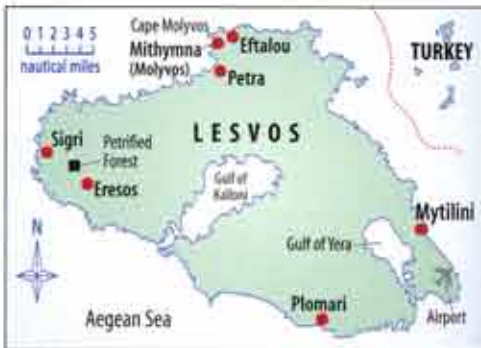 0 1 2 3 4 5
nautical miles
Cape Molyvos
Mithymna
(Molyvos)
Eftalou
Petra
TURKEY
LESVOS
Sigri
Petrified
Forest
Eresos
Gulf of
Kalloni
Mytilini
Gulf of Yera
N
Plomari
Airport
Aegean Sea